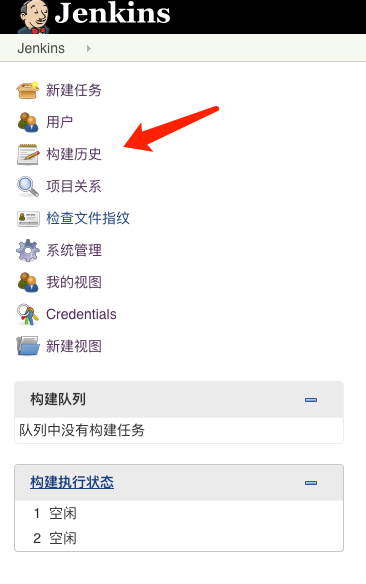 Jenkins
Jenkins
新建任务
用户
构建历史
项目关系
检查文件指纹
系统管理
我的视图
Credentials
新建视图
构建队列
队列中没有构建任务
构建执行状态
1 空闲
2 空闲